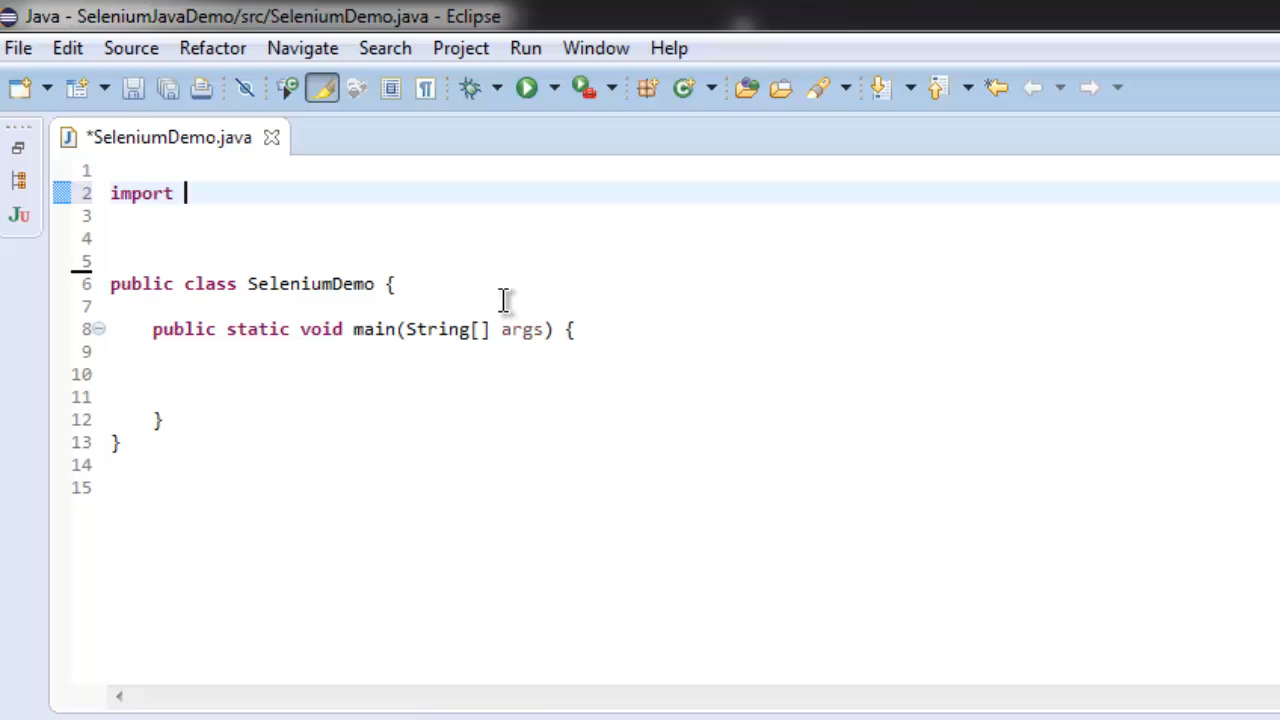 Java - SeleniumJavaDemo/src/SeleniumDemo.java - Eclipse
File Edit Source Refactor Navigate Search Project Run Window Help
*SeleniumDemo.java
1
2 import
3
4
5
6 public class SeleniumDemo {
7
8 public static void main(String[] args) {
9
10
11
12 }
13 }
14
15
JU